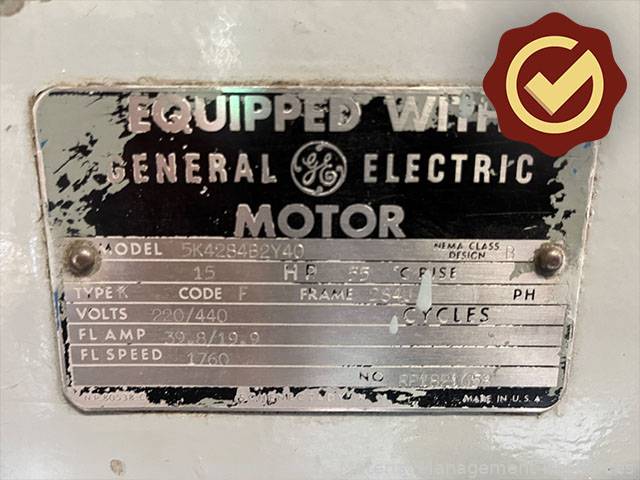 EQUIPPED WITH
GENERAL GE ELECTRIC
MOTOR
MODEL 5K4284B2Y40 NEMA CLASS DESIGN B
15 HP 55 °C RISE
TYPE K CODE F FRAME PH
VOLTS 220/440 CYCLES
FL AMP 39.8/19.9
FL SPEED 1760
NO
MADE IN U.S.A.